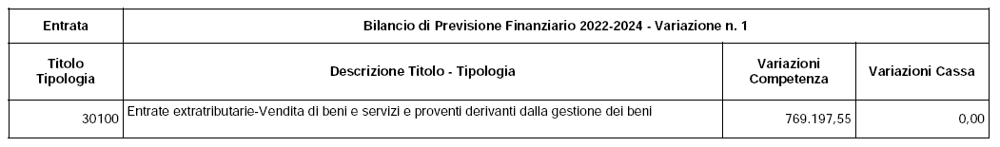 Entrata
Bilancio di Previsione Finanziario 2022-2024 - Variazione n. 1
Titolo
Tipologia
Descrizione Titolo - Tipologia
Variazioni
Competenza
Variazioni Cassa
30100
Entrate extratributarie-Vendita di beni e servizi e proventi derivanti dalla gestione dei beni
769.197,55
0,00